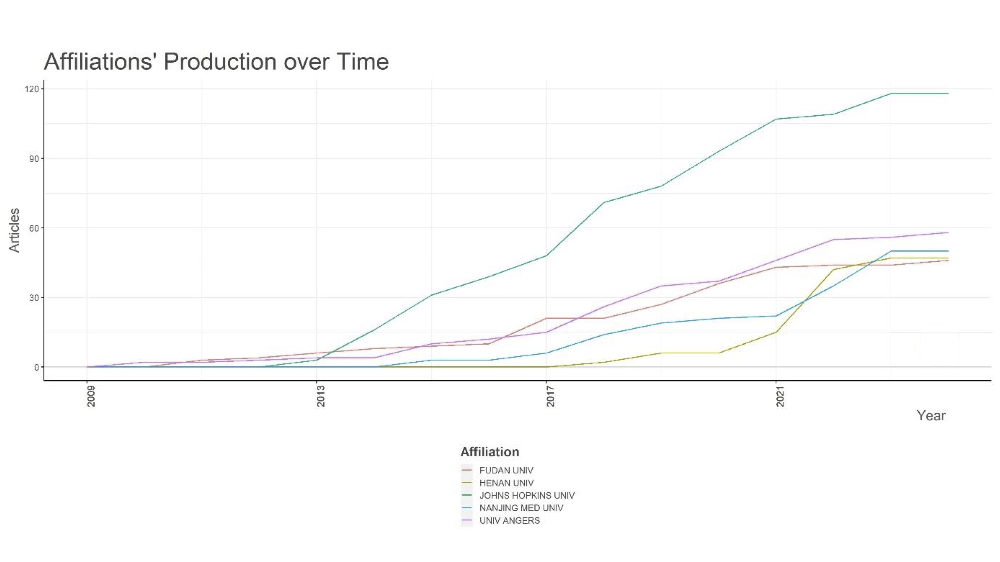 Affiliations' Production over Time
120
90
60
30
0
Articles
2009
2013
2017
2021
Year
Affiliation
FUDAN UNIV
HENAN UNIV
JOHNS HOPKINS UNIV
NANJING MED UNIV
UNIV ANGERS